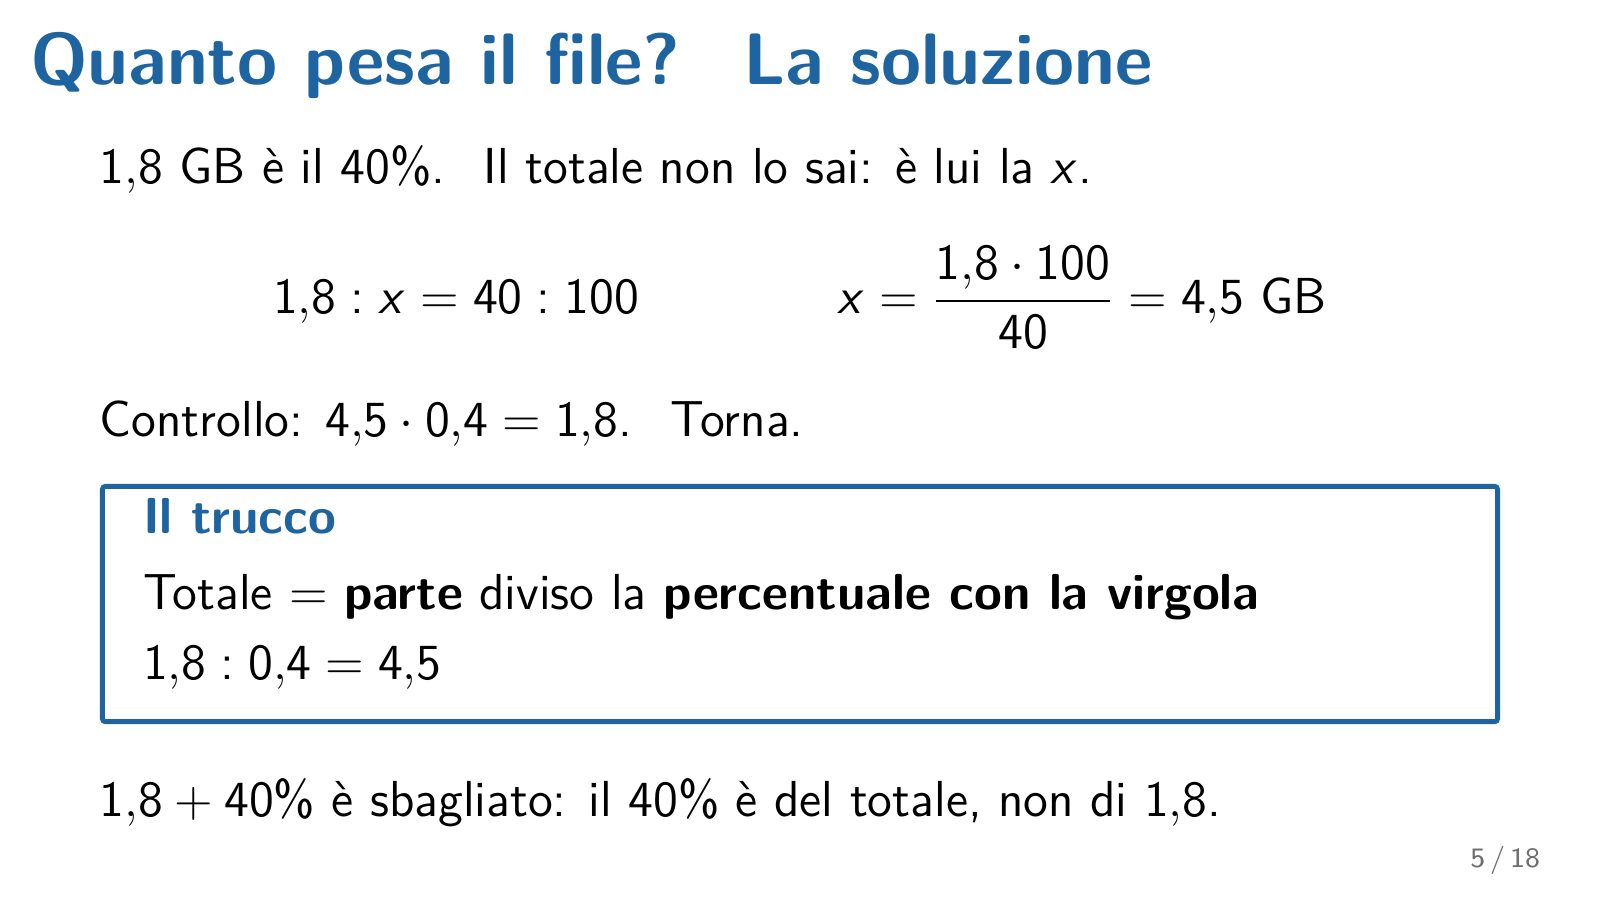 Quanto pesa il file? La soluzione
1,8 GB è il 40%. Il totale non lo sai: è lui la x.
1,8 : x = 40 : 100 x = 1,8 · 100 / 40 = 4,5 GB
Controllo: 4,5 · 0,4 = 1,8. Torna.
Il trucco
Totale = parte diviso la percentuale con la virgola
1,8 : 0,4 = 4,5
1,8 + 40% è sbagliato: il 40% è del totale, non di 1,8.
5 / 18